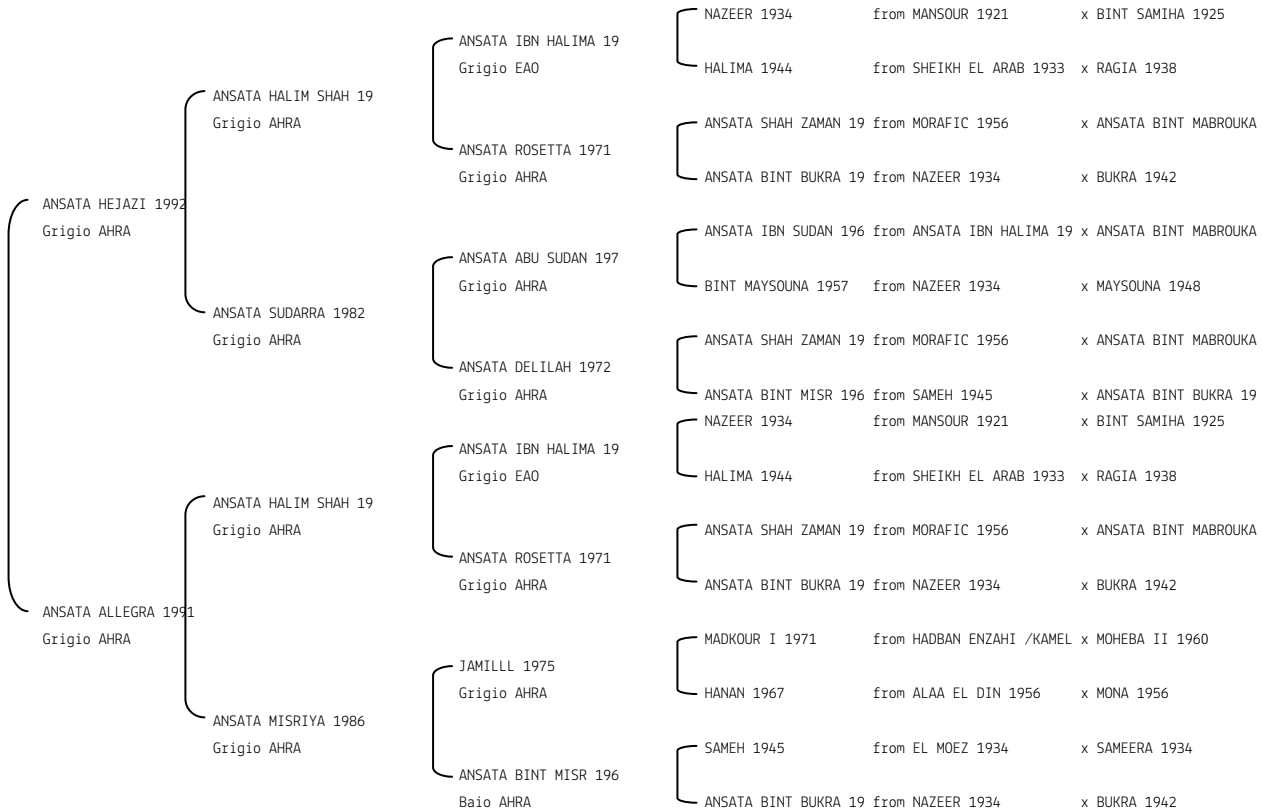 NAZEER 1934 from MANSOUR 1921 x BINT SAMIHA 1925
ANSATA IBN HALIMA 19
Grigio EAO
HALIMA 1944 from SHEIKH EL ARAB 1933 x RAGIA 1938
ANSATA HALIM SHAH 19
Grigio AHRA
ANSATA SHAH ZAMAN 19 from MORAFIC 1956 x ANSATA BINT MABROUKA
ANSATA ROSETTA 1971
Grigio AHRA
ANSATA BINT BUKRA 19 from NAZEER 1934 x BUKRA 1942
ANSATA HEJAZI 1992
Grigio AHRA
ANSATA IBN SUDAN 196 from ANSATA IBN HALIMA 19 x ANSATA BINT MABROUKA
ANSATA ABU SUDAN 197
Grigio AHRA
BINT MAYSOUNA 1957 from NAZEER 1934 x MAYSOUNA 1948
ANSATA SUDARRA 1982
Grigio AHRA
ANSATA SHAH ZAMAN 19 from MORAFIC 1956 x ANSATA BINT MABROUKA
ANSATA DELILAH 1972
Grigio AHRA
ANSATA BINT MISR 196 from SAMEH 1945 x ANSATA BINT BUKRA 19
NAZEER 1934 from MANSOUR 1921 x BINT SAMIHA 1925
ANSATA IBN HALIMA 19
Grigio EAO
HALIMA 1944 from SHEIKH EL ARAB 1933 x RAGIA 1938
ANSATA HALIM SHAH 19
Grigio AHRA
ANSATA SHAH ZAMAN 19 from MORAFIC 1956 x ANSATA BINT MABROUKA
ANSATA ROSETTA 1971
Grigio AHRA
ANSATA BINT BUKRA 19 from NAZEER 1934 x BUKRA 1942
ANSATA ALLEGRA 1991
Grigio AHRA
MADKOUR I 1971 from HADBAN ENZAHI /KAMEL x MOHEBA II 1960
JAMILLL 1975
Grigio AHRA
HANAN 1967 from ALAA EL DIN 1956 x MONA 1956
ANSATA MISRIYA 1986
Grigio AHRA
SAMEH 1945 from EL MOEZ 1934 x SAMEERA 1934
ANSATA BINT MISR 196
Baio AHRA
ANSATA BINT BUKRA 19 from NAZEER 1934 x BUKRA 1942